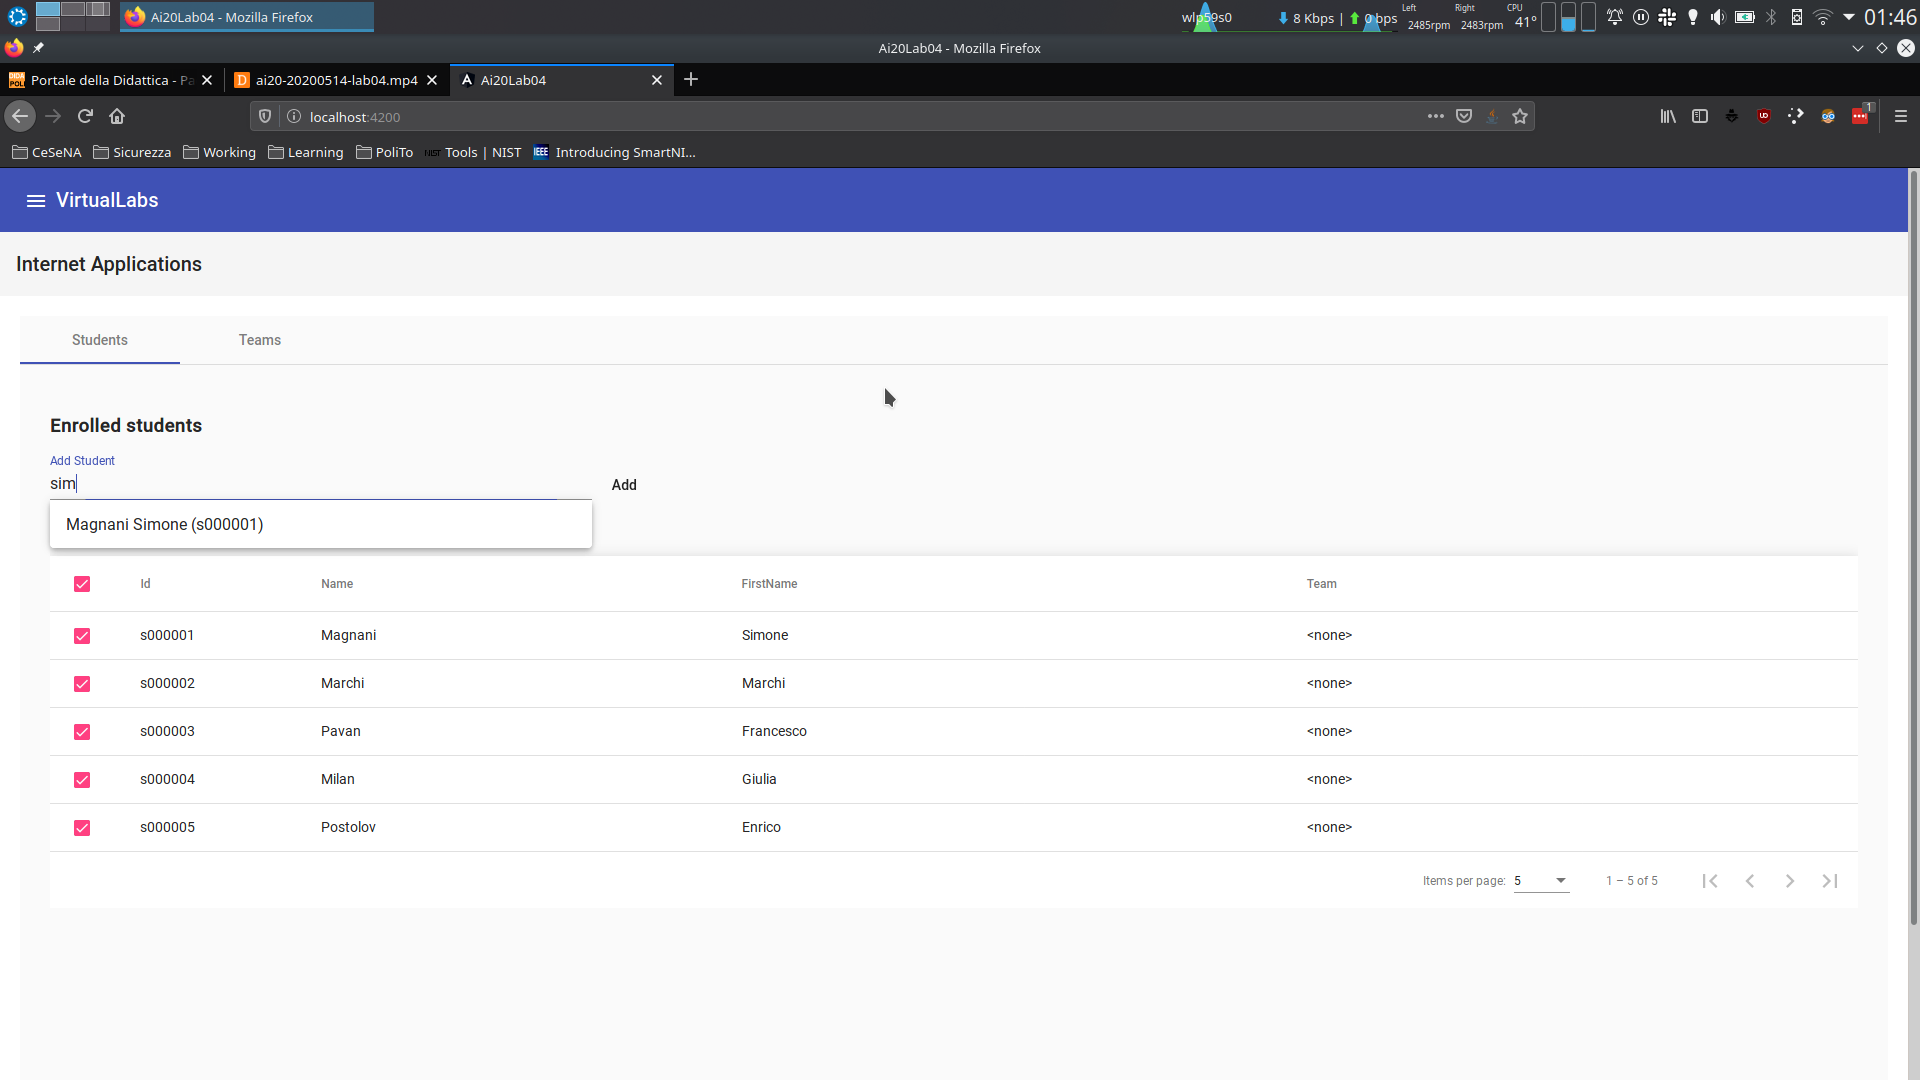 Ai20Lab04 - Mozilla Firefox
wlp59s0
8 Kbps | 0 bps
Left
2485rpm
Right
2483rpm
CPU
41°
01:46
Ai20Lab04 - Mozilla Firefox
Portale della Didattica - Pa
ai20-20200514-lab04.mp4
Ai20Lab04
localhost:4200
1
CeSeNA
Sicurezza
Working
Learning
PoliTo
NIST Tools | NIST
IEEE Introducing SmartNI...
VirtualLabs
Internet Applications
Students
Teams
Enrolled students
Add Student
sim
Add
Magnani Simone (s000001)
Id Name FirstName Team
s000001 Magnani Simone <none>
s000002 Marchi Marchi <none>
s000003 Pavan Francesco <none>
s000004 Milan Giulia <none>
s000005 Postolov Enrico <none>
Items per page: 5 1 – 5 of 5